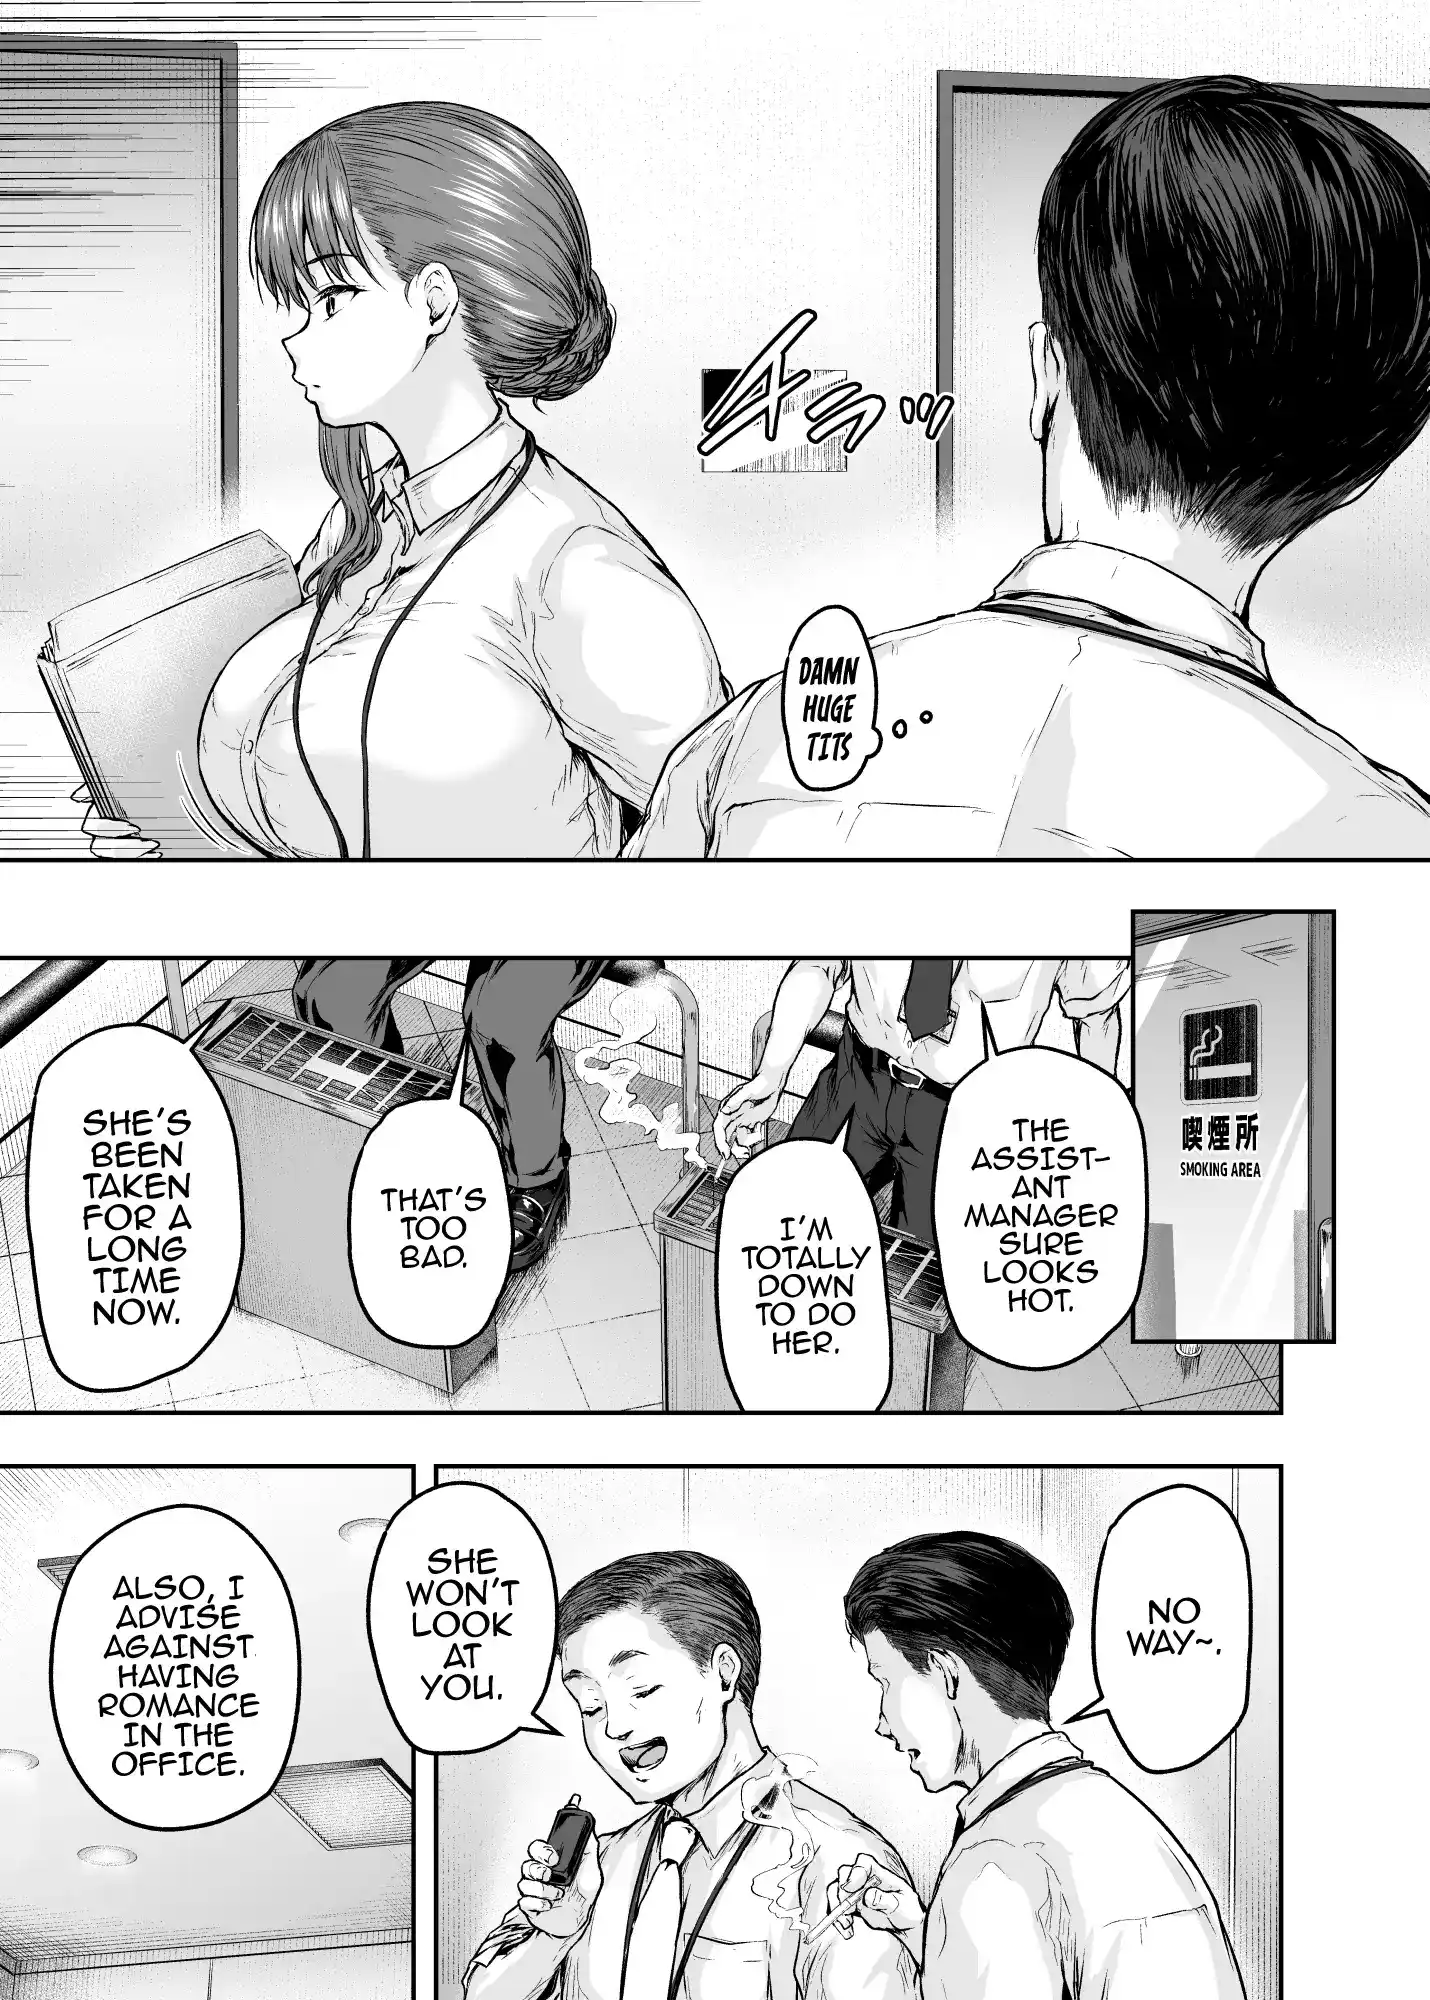 チラッ
DAMN
HUGE
TITS
喫煙所
SMOKING AREA
THE
ASSIST-
ANT
MANAGER
SURE
LOOKS
HOT.
I'M
TOTALLY
DOWN
TO DO
HER.
THAT'S
TOO
BAD.
SHE'S
BEEN
TAKEN
FOR A
LONG
TIME
NOW.
NO
WAY~.
SHE
WON'T
LOOK
AT
YOU.
ALSO, I
ADVISE
AGAINST
HAVING
ROMANCE
IN THE
OFFICE.